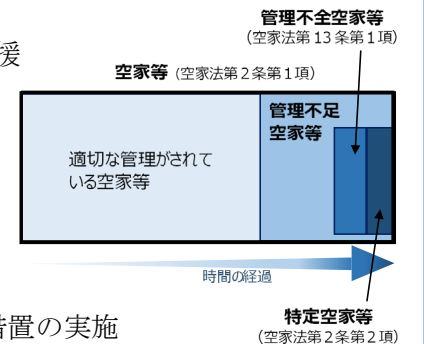 管理不全空家等
（空家法第13条第1項）
援
空家等（空家法第２条第１項）
管理不足
空家等
適切な管理がされて
いる空家等
時間の経過
特定空家等
措置の実施
（空家法第２条第２項）